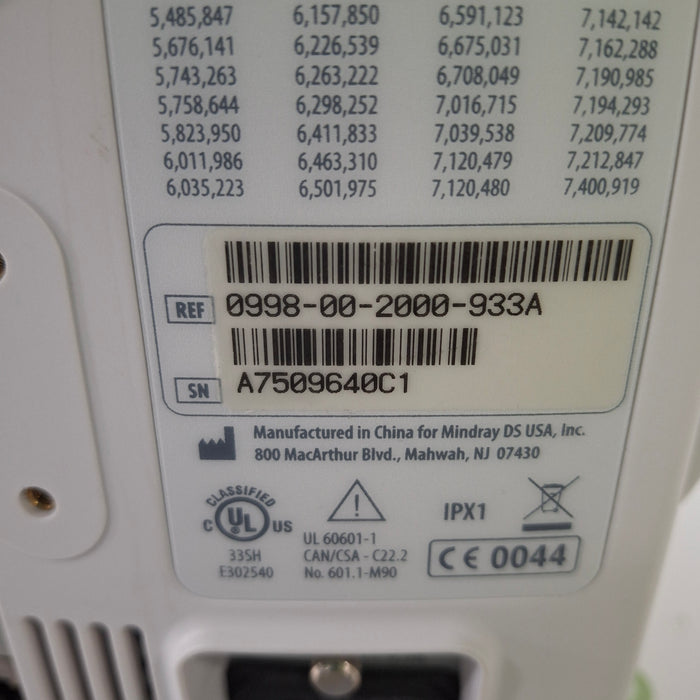 5,485,847 6,157,850 6,591,123 7,142,142
5,676,141 6,226,539 6,675,031 7,162,288
5,743,263 6,263,222 6,708,049 7,190,985
5,758,644 6,298,252 7,016,715 7,194,293
5,823,950 6,411,833 7,039,538 7,209,774
6,011,986 6,463,310 7,120,479 7,212,847
6,035,223 6,501,975 7,120,480 7,400,919
REF 0998-00-2000-933A
SN A7509640C1
Manufactured in China for Mindray DS USA, Inc.
800 MacArthur Blvd., Mahwah, NJ 07430
CLASSIFIED
C UL US
33SH
E302540
UL 60601-1
CAN/CSA - C22.2
No. 601.1-M90
IPX1
CE 0044